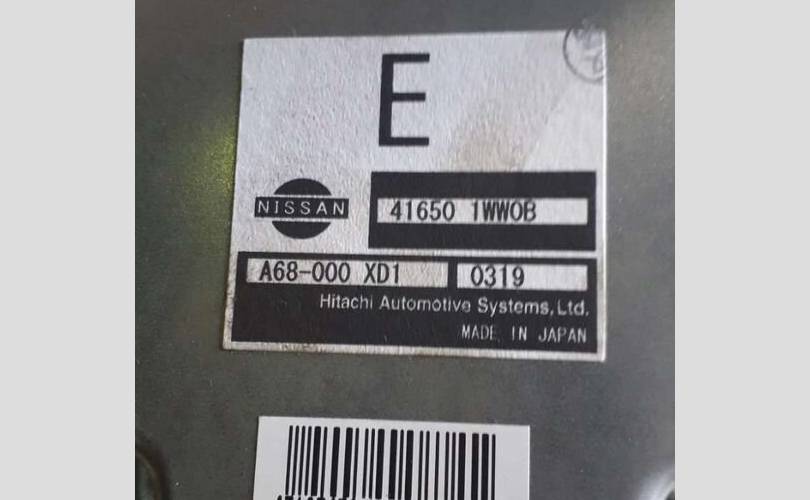 E
NISSAN
41650 1WW0B
A68-000 XD1 0319
Hitachi Automotive Systems, Ltd.
MADE IN JAPAN